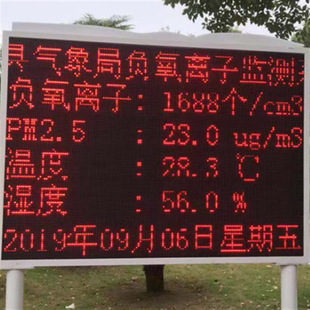 县气象局负氧离子监测
负氧离子：1688个/cm3
PM2.5 ：23.0 ug/m3
温度 ：28.3 ℃
湿度 ：56.0 %
2019年09月06日星期五